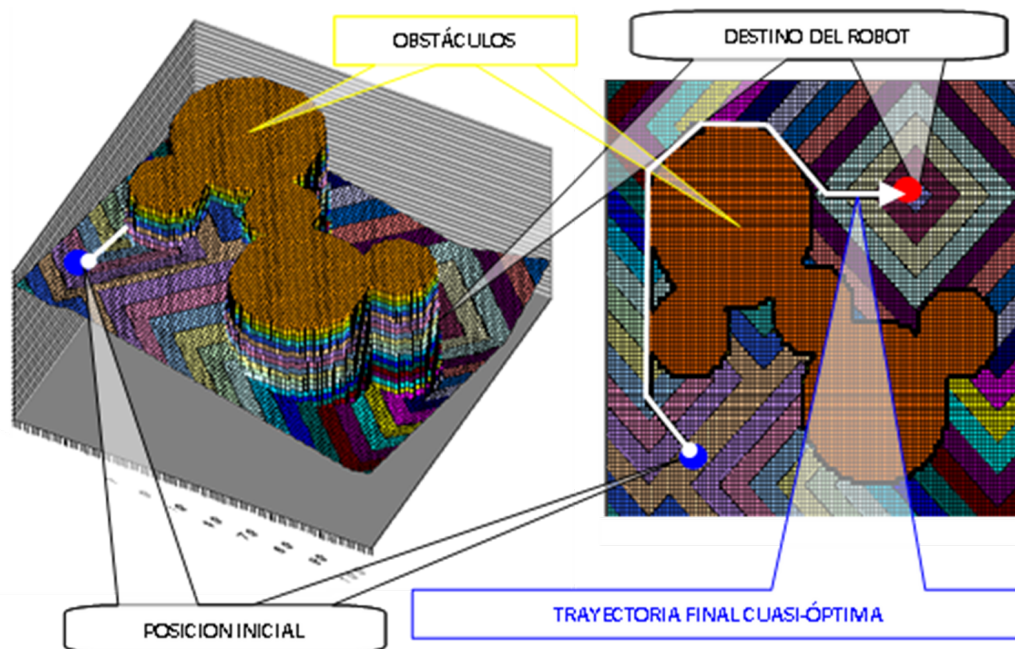 OBSTÁCULOS
DESTINO DEL ROBOT
POSICION INICIAL
TRAYECTORIA FINAL CUASI-ÓPTIMA